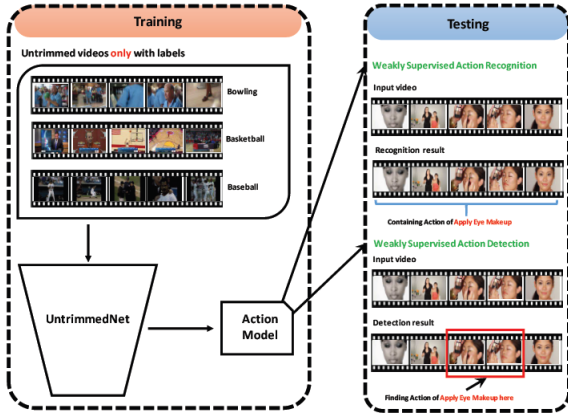 Training
Untrimmed videos only with labels
Bowling
Basketball
Baseball
UntrimmedNet
Action
Model
Testing
Weakly Supervised Action Recognition
Input video
Recognition result
Containing Action of Apply Eye Makeup
Weakly Supervised Action Detection
Input video
Detection result
Finding Action of Apply Eye Makeup here